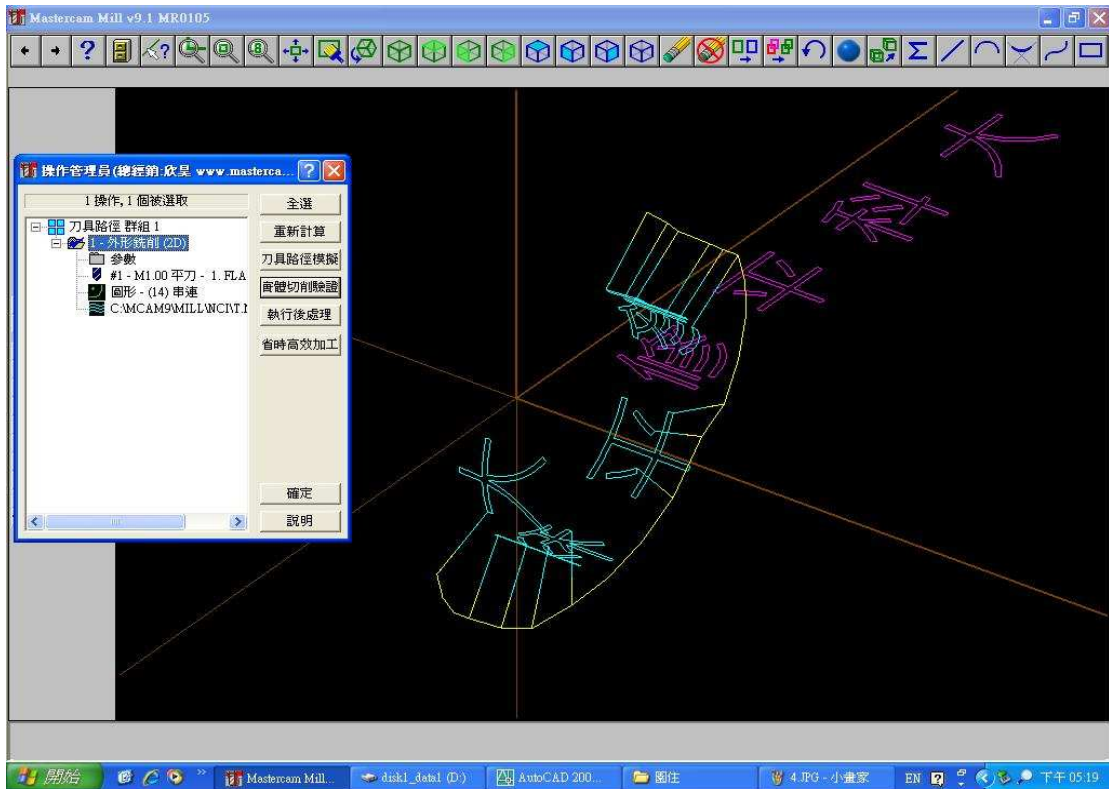 Mastercam Mill v9.1 MR0105
操作管理員(總經銷:欣昊 www.masterca...
1 操作, 1 個被選取
刀具路徑 群組 1
1 - 外形銑削 (2D)
參數
#1 - M1.00 平刀 - 1. FLA
圖形 - (14) 串連
C:\MCAM9\MILL\NCI\T.N
全選
重新計算
刀具路徑模擬
實體切削驗證
執行後處理
省時高效加工
確定
說明
大
開始
Mastercam Mill...
disk1_data1 (D:)
AutoCAD 200...
圈住
4.JPG - 小畫家
EN
下午 05:19